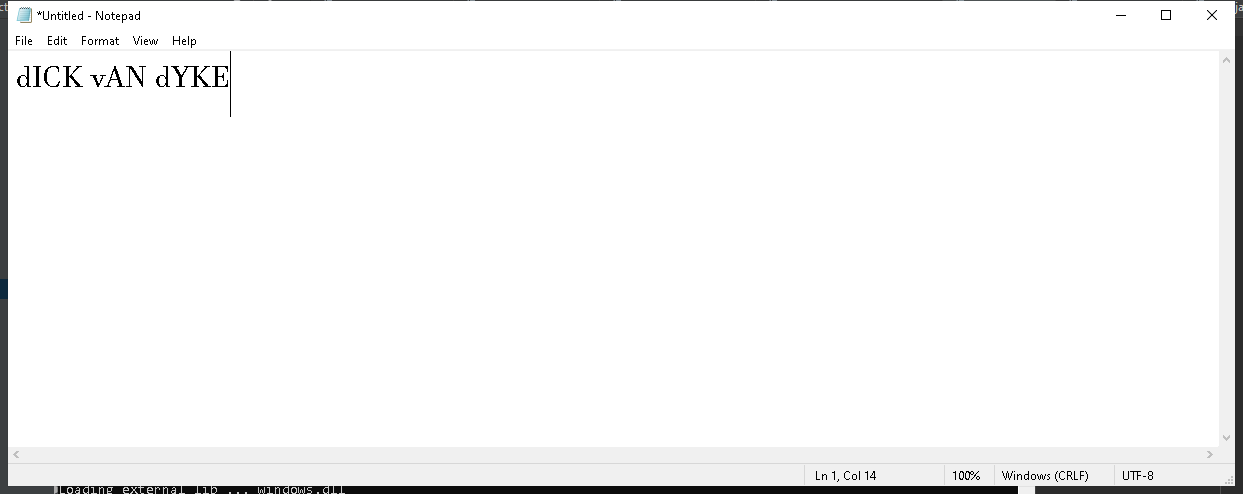 *Untitled - Notepad
File Edit Format View Help
dICK vAN dYKE
Ln 1, Col 14 100% Windows (CRLF) UTF-8
Loading external lib ... windows.dll